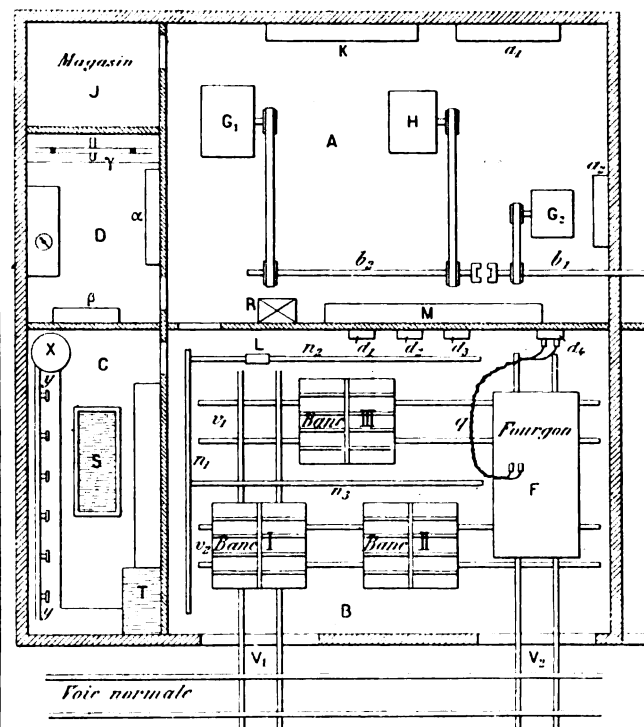 Magasin
J
K
a₁
G₁
H
A
a₂
G₂
γ
α
D
b₂
b₁
β
R
M
X
L
n₂
d₁
d₂
d₃
d₄
C
y
v₁
Banc III
q
Fourgon
n₁
S
F
n₃
v₂
Banc I
Banc II
T
y
B
V₁
V₂
Voie normale